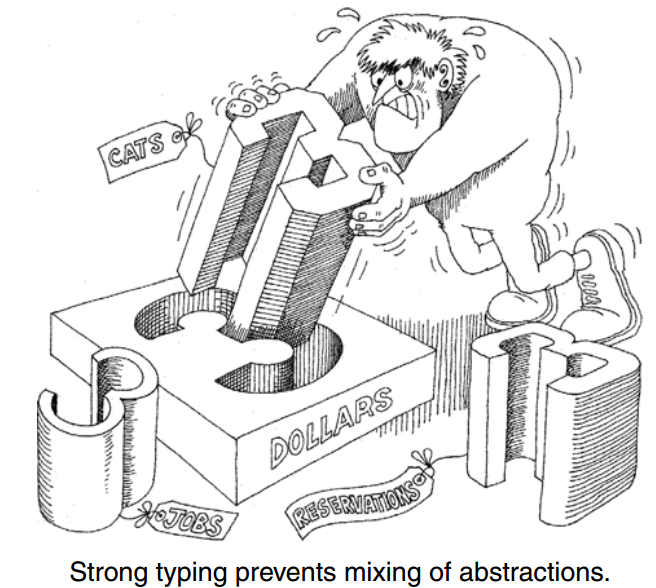 CATS
DOLLARS
JOBS
RESERVATIONS
Strong typing prevents mixing of abstractions.